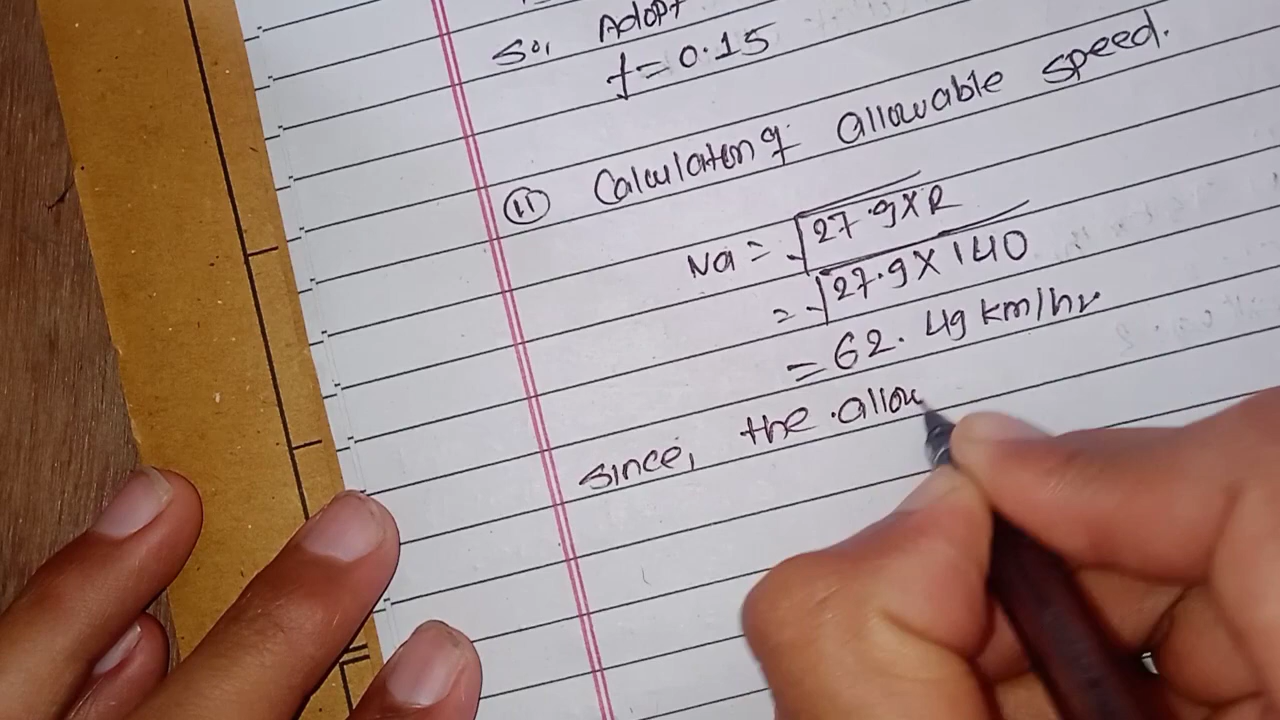 So, Adopt
f = 0.15
(ii) Calculation of allowable speed.
Va = √27.9 x R
= √27.9 x 140
= 62.49 km/hr
since, the allow